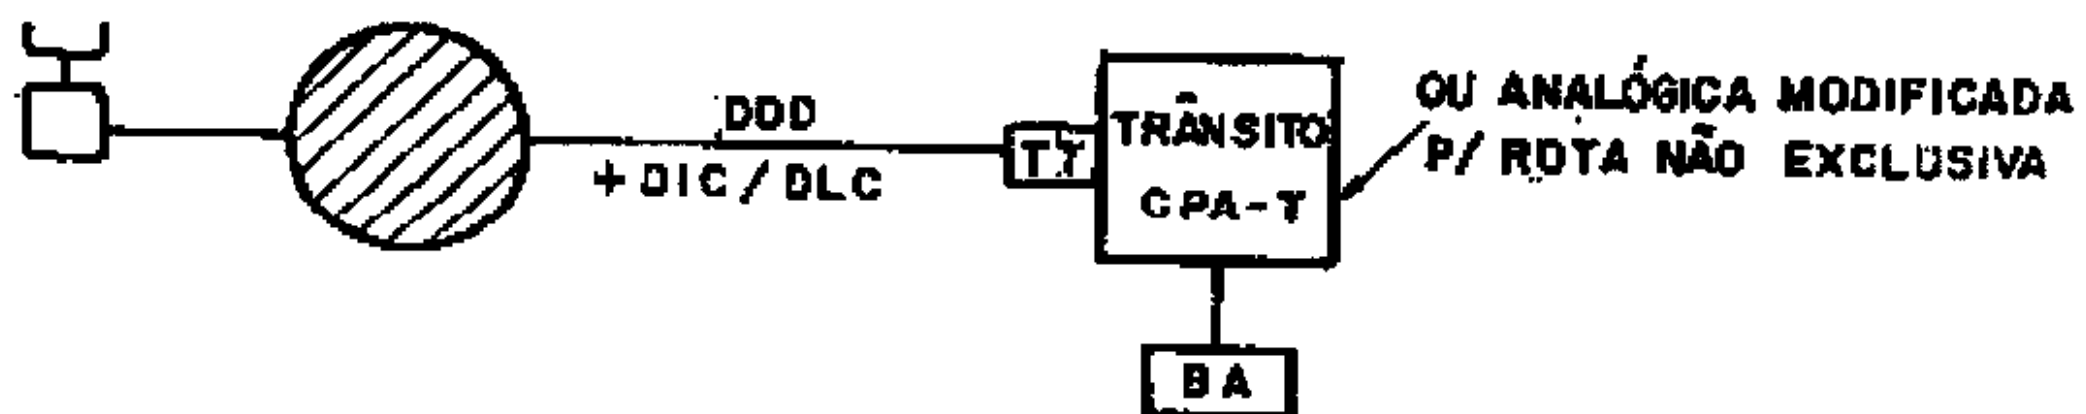 DDD
+ DIC / DLC
TT
TRÂNSITO
CPA-T
OU ANALÓGICA MODIFICADA
P/ ROTA NÃO EXCLUSIVA
BA